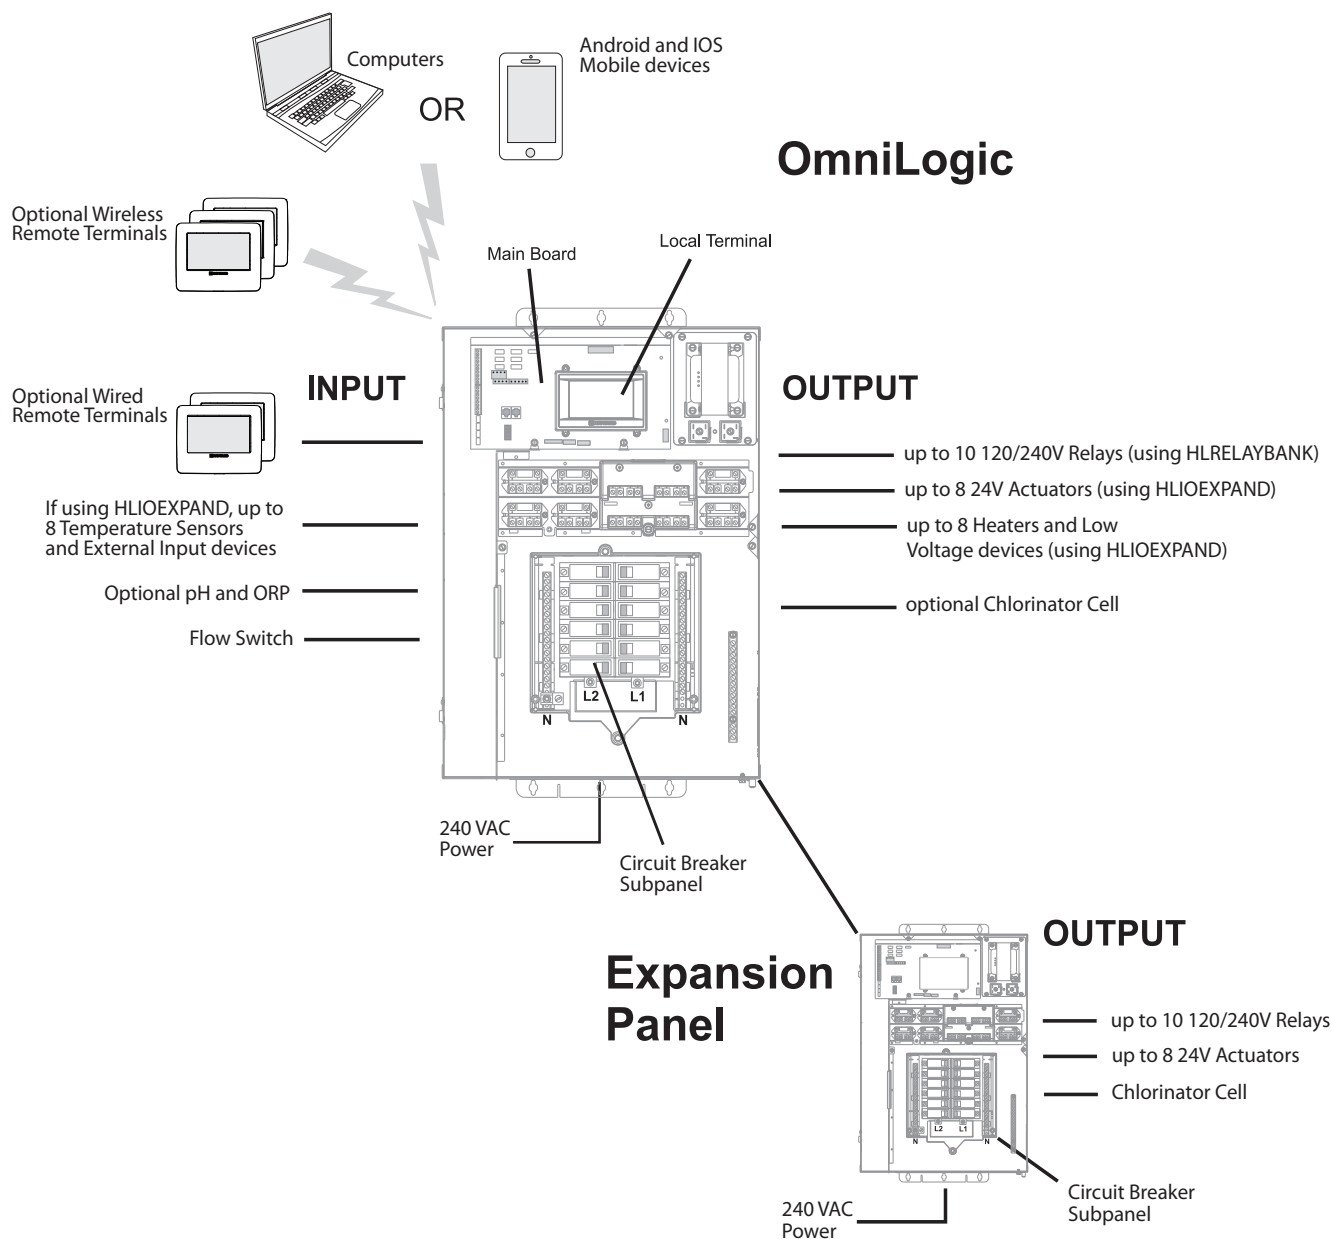 Computers
OR
Android and IOS
Mobile devices
OmniLogic
Optional Wireless
Remote Terminals
Main Board
Local Terminal
INPUT
OUTPUT
Optional Wired
Remote Terminals
If using HLIOEXPAND, up to
8 Temperature Sensors
and External Input devices
Optional pH and ORP
Flow Switch
up to 10 120/240V Relays (using HLRELAYBANK)
up to 8 24V Actuators (using HLIOEXPAND)
up to 8 Heaters and Low
Voltage devices (using HLIOEXPAND)
optional Chlorinator Cell
L2 L1
N N
240 VAC
Power
Circuit Breaker
Subpanel
Expansion
Panel
OUTPUT
up to 10 120/240V Relays
up to 8 24V Actuators
Chlorinator Cell
L2 L1
N N
240 VAC
Power
Circuit Breaker
Subpanel